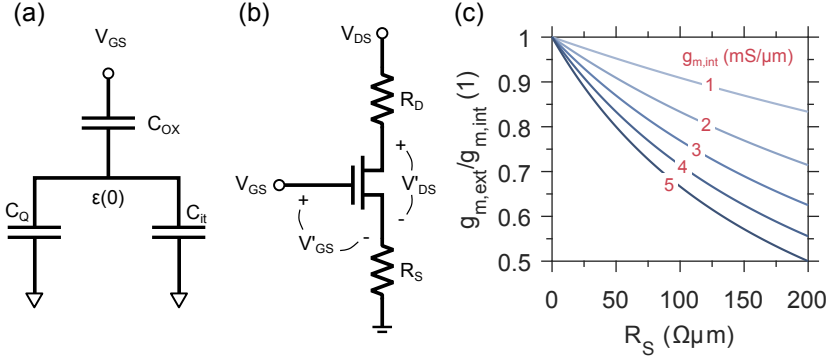 (a)
V_GS
C_OX
ε(0)
C_Q
C_it
(b)
V_DS
R_D
+
V'_DS
-
V_GS
+
V'_GS
-
R_S
(c)
g_m,ext/g_m,int (1)
1
0.9
0.8
0.7
0.6
0.5
g_m,int (mS/μm)
1
2
3
4
5
0 50 100 150 200
R_S (Ωμm)